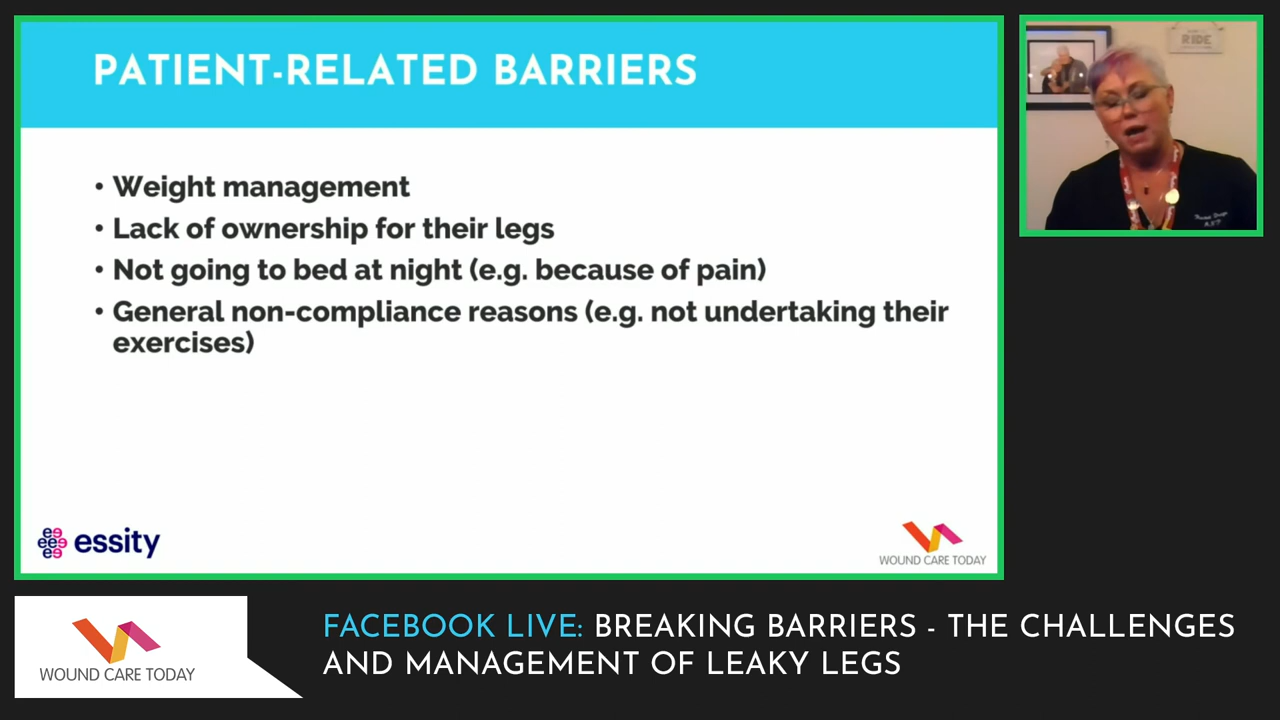 PATIENT-RELATED BARRIERS
• Weight management
• Lack of ownership for their legs
• Not going to bed at night (e.g. because of pain)
• General non-compliance reasons (e.g. not undertaking their
exercises)
essity
WOUND CARE TODAY
RIDE
WOUND CARE TODAY
FACEBOOK LIVE: BREAKING BARRIERS - THE CHALLENGES
AND MANAGEMENT OF LEAKY LEGS